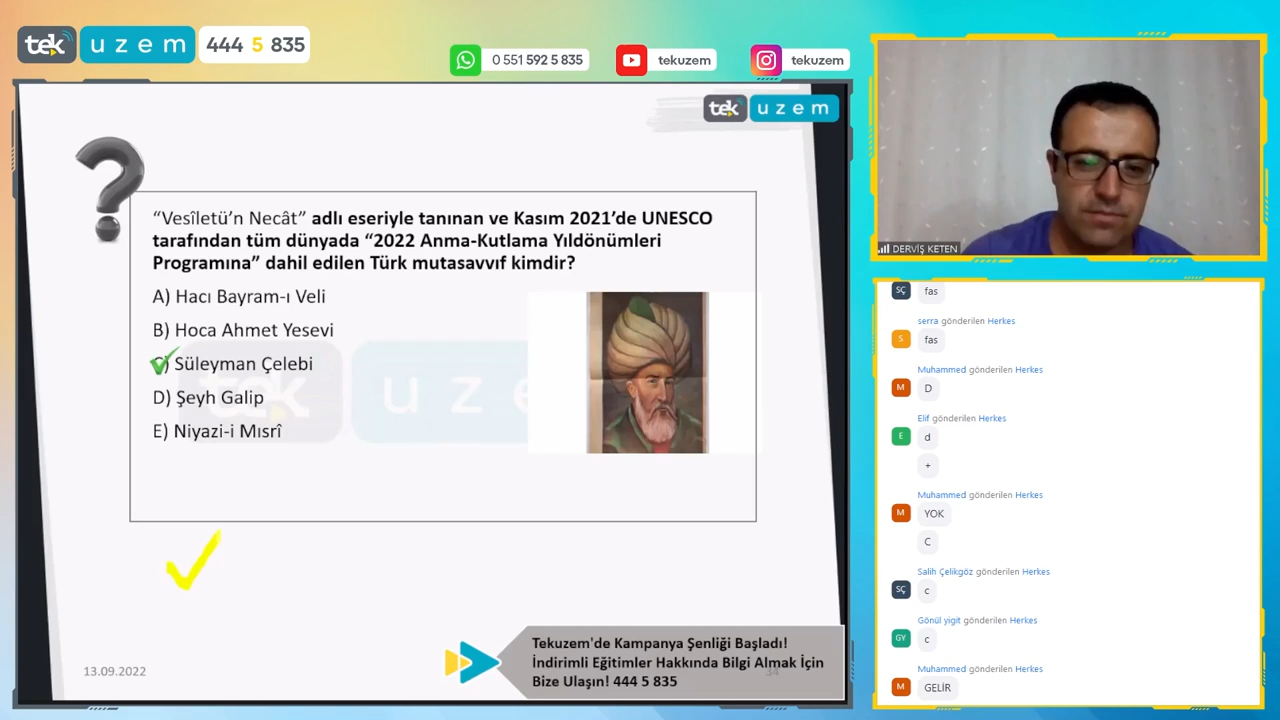 tek uzem 444 5 835
0 551 592 5 835
tekuzem
tekuzem
tek uzem
“Vesîletü’n Necât” adlı eseriyle tanınan ve Kasım 2021’de UNESCO
tarafından tüm dünyada “2022 Anma-Kutlama Yıldönümleri
Programına” dahil edilen Türk mutasavvıf kimdir?
A) Hacı Bayram-ı Veli
B) Hoca Ahmet Yesevi
C) Süleyman Çelebi
D) Şeyh Galip
E) Niyazi-i Mısrî
tek uze
13.09.2022
34
Tekuzem'de Kampanya Şenliği Başladı!
İndirimli Eğitimler Hakkında Bilgi Almak İçin
Bize Ulaşın! 444 5 835
DERVİŞ KETEN
SÇ fas
serra gönderilen Herkes
S fas
Muhammed gönderilen Herkes
M D
Elif gönderilen Herkes
E d
+
Muhammed gönderilen Herkes
M YOK
C
Salih Çelikgöz gönderilen Herkes
SÇ c
Gönül yigit gönderilen Herkes
GY c
Muhammed gönderilen Herkes
M GELİR